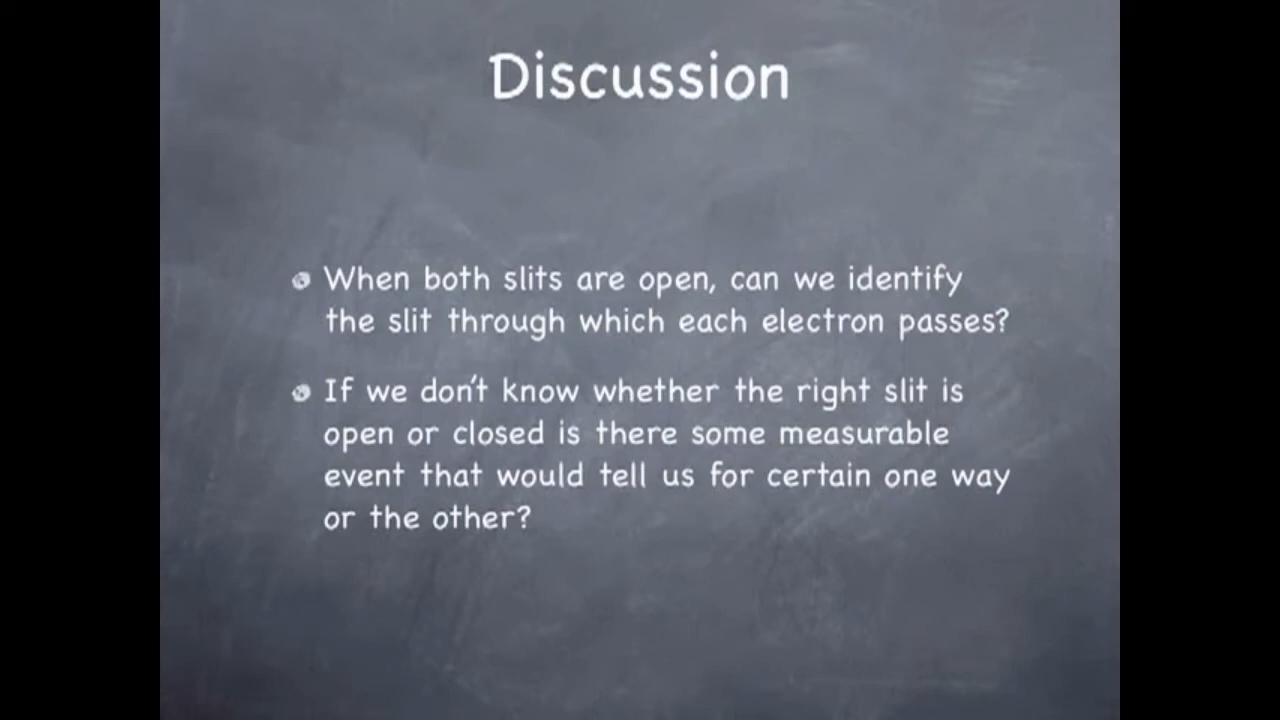 Discussion
When both slits are open, can we identify
the slit through which each electron passes?
If we don't know whether the right slit is
open or closed is there some measurable
event that would tell us for certain one way
or the other?